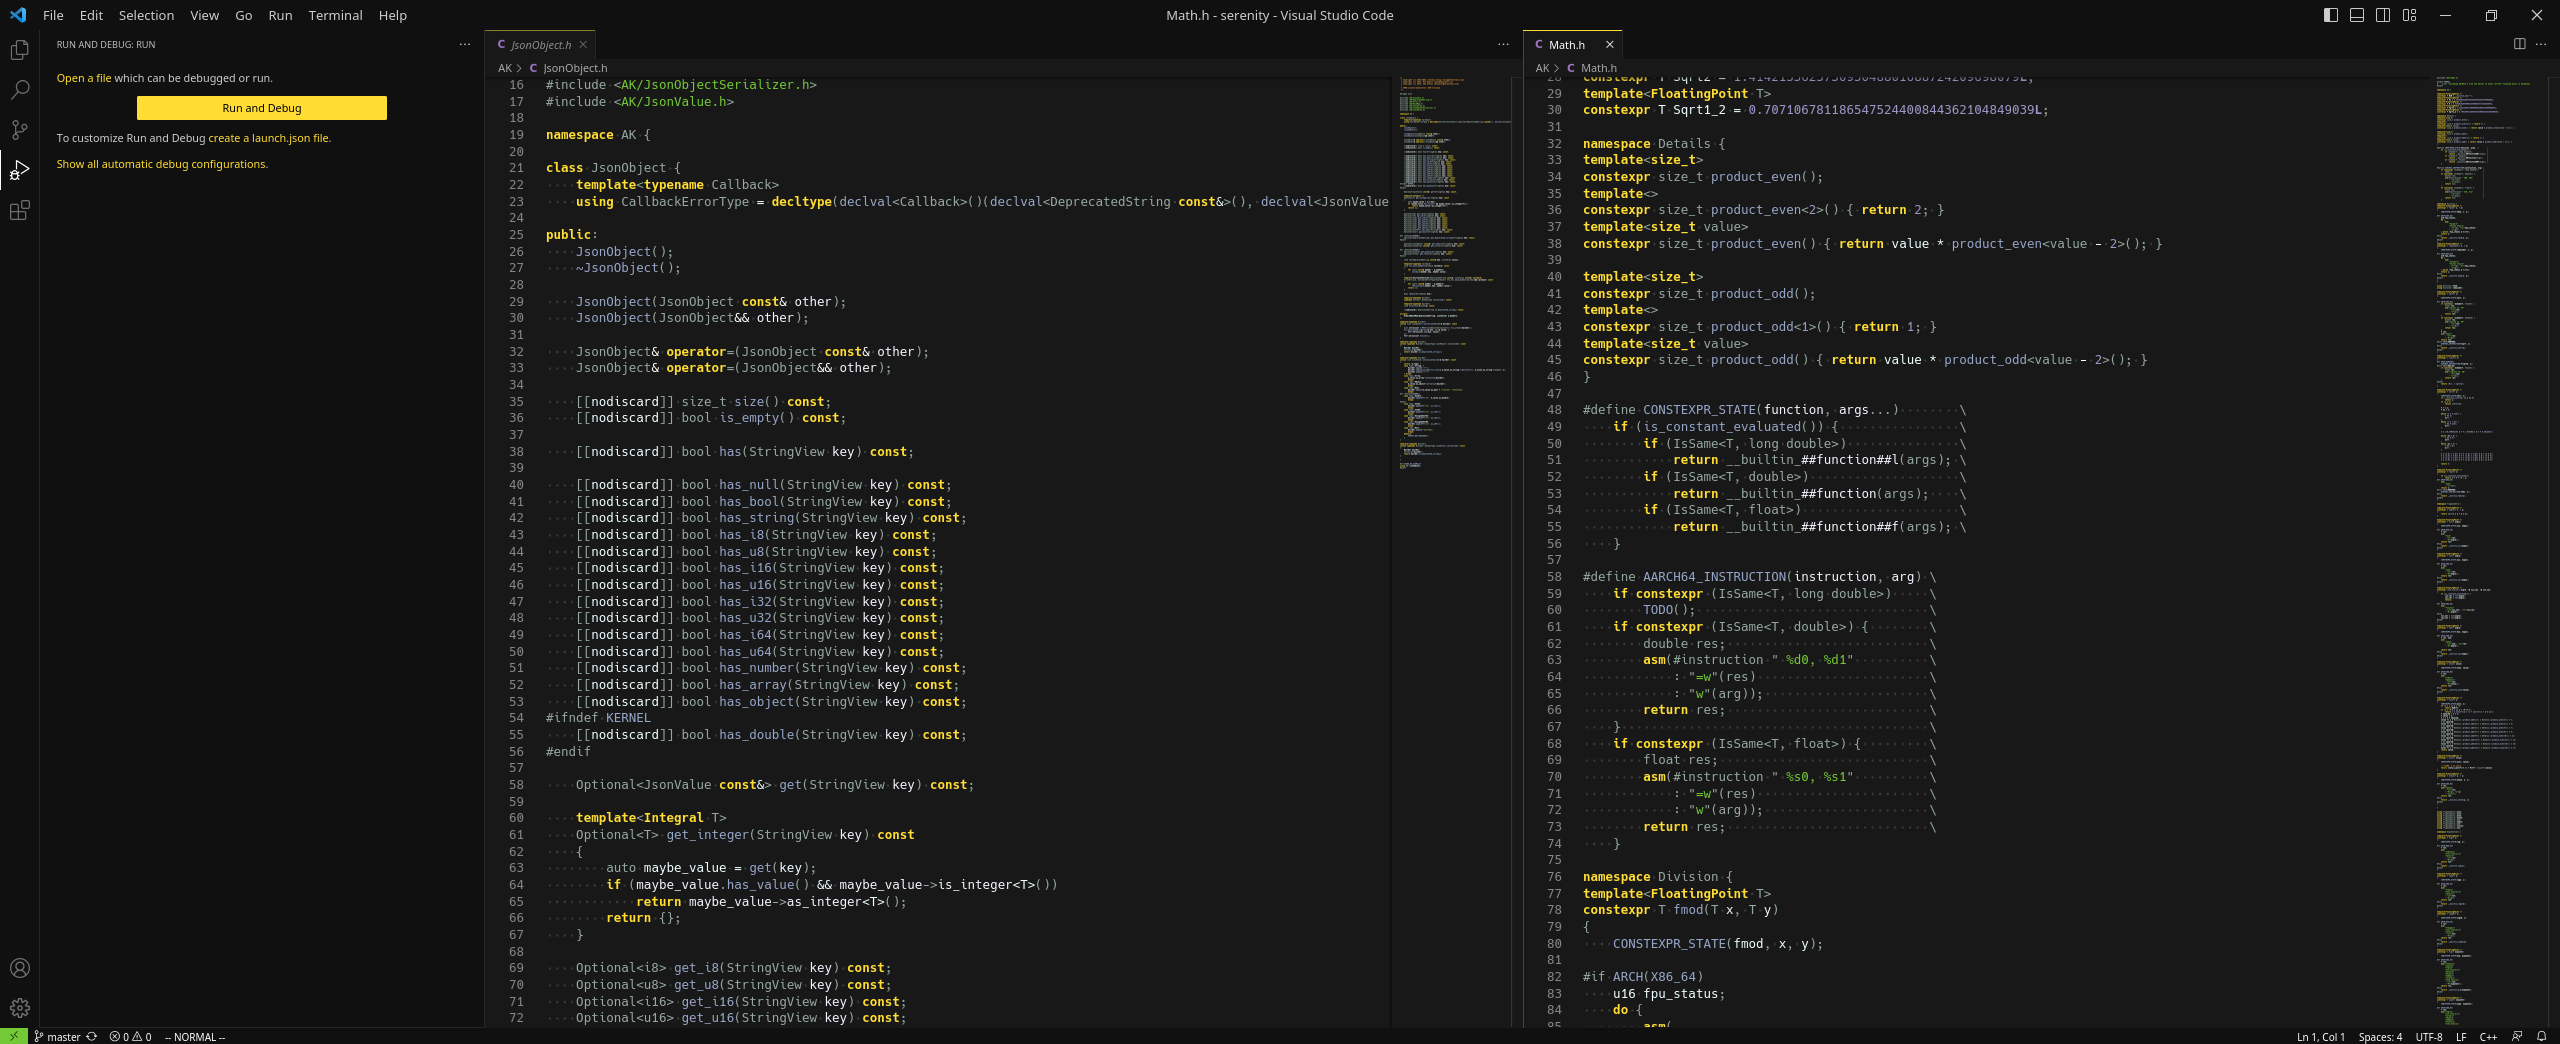 File Edit Selection View Go Run Terminal Help
Math.h - serenity - Visual Studio Code
RUN AND DEBUG: RUN
Open a file which can be debugged or run.
Run and Debug
To customize Run and Debug create a launch.json file.
Show all automatic debug configurations.
JsonObject.h
AK > C JsonObject.h
16 #include <AK/JsonObjectSerializer.h>
17 #include <AK/JsonValue.h>
18
19 namespace AK {
20
21 class JsonObject {
22     template<typename Callback>
23     using CallbackErrorType = decltype(declval<Callback>()(declval<DeprecatedString const&>(), declval<JsonValue
24
25 public:
26     JsonObject();
27     ~JsonObject();
28
29     JsonObject(JsonObject const& other);
30     JsonObject(JsonObject&& other);
31
32     JsonObject& operator=(JsonObject const& other);
33     JsonObject& operator=(JsonObject&& other);
34
35     [[nodiscard]] size_t size() const;
36     [[nodiscard]] bool is_empty() const;
37
38     [[nodiscard]] bool has(StringView key) const;
39
40     [[nodiscard]] bool has_null(StringView key) const;
41     [[nodiscard]] bool has_bool(StringView key) const;
42     [[nodiscard]] bool has_string(StringView key) const;
43     [[nodiscard]] bool has_i8(StringView key) const;
44     [[nodiscard]] bool has_u8(StringView key) const;
45     [[nodiscard]] bool has_i16(StringView key) const;
46     [[nodiscard]] bool has_u16(StringView key) const;
47     [[nodiscard]] bool has_i32(StringView key) const;
48     [[nodiscard]] bool has_u32(StringView key) const;
49     [[nodiscard]] bool has_i64(StringView key) const;
50     [[nodiscard]] bool has_u64(StringView key) const;
51     [[nodiscard]] bool has_number(StringView key) const;
52     [[nodiscard]] bool has_array(StringView key) const;
53     [[nodiscard]] bool has_object(StringView key) const;
54 #ifndef KERNEL
55     [[nodiscard]] bool has_double(StringView key) const;
56 #endif
57
58     Optional<JsonValue const&> get(StringView key) const;
59
60     template<Integral T>
61     Optional<T> get_integer(StringView key) const
62     {
63         auto maybe_value = get(key);
64         if (maybe_value.has_value() && maybe_value->is_integer<T>())
65             return maybe_value->as_integer<T>();
66         return {};
67     }
68
69     Optional<i8> get_i8(StringView key) const;
70     Optional<u8> get_u8(StringView key) const;
71     Optional<i16> get_i16(StringView key) const;
72     Optional<u16> get_u16(StringView key) const;
Math.h
AK > C Math.h
28 constexpr T Sqrt2 = 1.414213562373095048801688724209698079L;
29 template<FloatingPoint T>
30 constexpr T Sqrt1_2 = 0.707106781186547524400844362104849039L;
31
32 namespace Details {
33 template<size_t>
34 constexpr size_t product_even();
35 template<>
36 constexpr size_t product_even<2>() { return 2; }
37 template<size_t value>
38 constexpr size_t product_even() { return value * product_even<value - 2>(); }
39
40 template<size_t>
41 constexpr size_t product_odd();
42 template<>
43 constexpr size_t product_odd<1>() { return 1; }
44 template<size_t value>
45 constexpr size_t product_odd() { return value * product_odd<value - 2>(); }
46 }
47
48 #define CONSTEXPR_STATE(function, args...)        \
49     if (is_constant_evaluated()) {                \
50         if (IsSame<T, long double>)               \
51             return __builtin_##function##l(args); \
52         if (IsSame<T, double>)                    \
53             return __builtin_##function(args);    \
54         if (IsSame<T, float>)                     \
55             return __builtin_##function##f(args); \
56     }
57
58 #define AARCH64_INSTRUCTION(instruction, arg) \
59     if constexpr (IsSame<T, long double>)     \
60         TODO();                               \
61     if constexpr (IsSame<T, double>) {        \
62         double res;                           \
63         asm(#instruction " %d0, %d1"          \
64             : "=w"(res)                       \
65             : "w"(arg));                      \
66         return res;                           \
67     }                                         \
68     if constexpr (IsSame<T, float>) {         \
69         float res;                            \
70         asm(#instruction " %s0, %s1"          \
71             : "=w"(res)                       \
72             : "w"(arg));                      \
73         return res;                           \
74     }
75
76 namespace Division {
77 template<FloatingPoint T>
78 constexpr T fmod(T x, T y)
79 {
80     CONSTEXPR_STATE(fmod, x, y);
81
82 #if ARCH(X86_64)
83     u16 fpu_status;
84     do {
85         asm(
master 0 0 -- NORMAL --
Ln 1, Col 1 Spaces: 4 UTF-8 LF C++